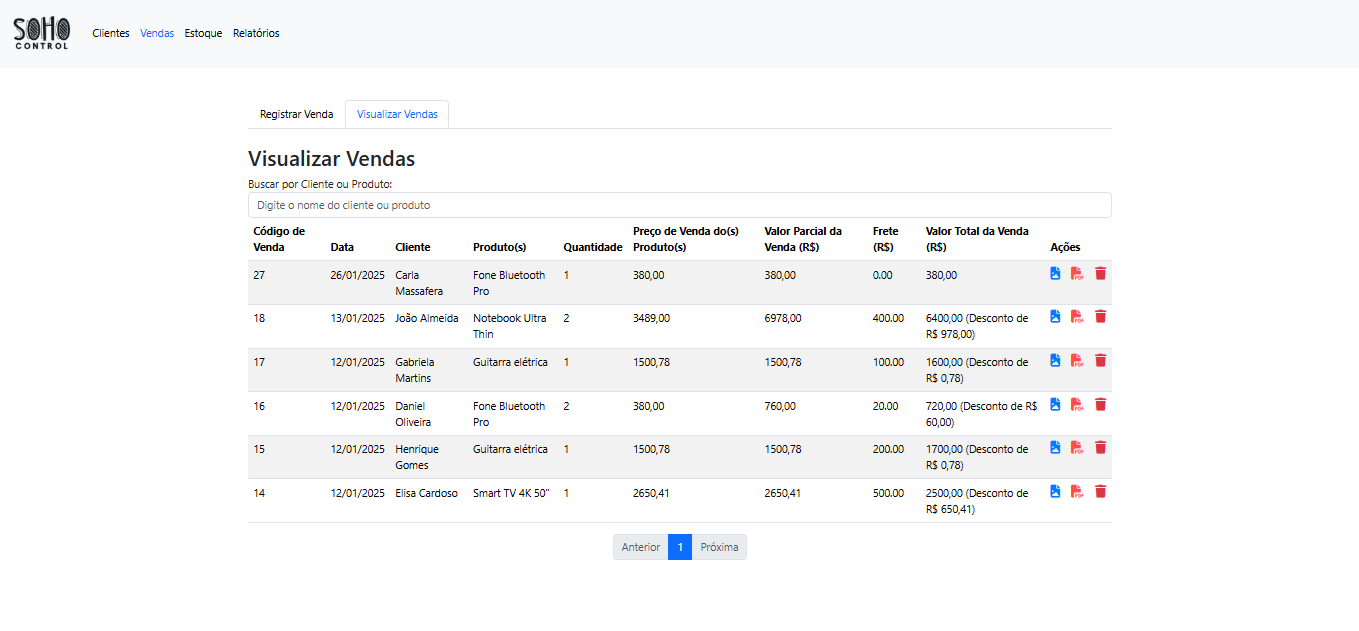 SOHO
CONTROL
Clientes Vendas Estoque Relatórios
Registrar Venda Visualizar Vendas
Visualizar Vendas
Buscar por Cliente ou Produto:
Digite o nome do cliente ou produto
Código de Venda Data Cliente Produto(s) Quantidade Preço de Venda do(s) Produto(s) Valor Parcial da Venda (R$) Frete (R$) Valor Total da Venda (R$) Ações
27 26/01/2025 Carla Massafera Fone Bluetooth Pro 1 380,00 380,00 0.00 380,00 PDF
18 13/01/2025 João Almeida Notebook Ultra Thin 2 3489,00 6978,00 400.00 6400,00 (Desconto de R$ 978,00) PDF
17 12/01/2025 Gabriela Martins Guitarra elétrica 1 1500,78 1500,78 100.00 1600,00 (Desconto de R$ 0,78) PDF
16 12/01/2025 Daniel Oliveira Fone Bluetooth Pro 2 380,00 760,00 20.00 720,00 (Desconto de R$ 60,00) PDF
15 12/01/2025 Henrique Gomes Guitarra elétrica 1 1500,78 1500,78 200.00 1700,00 (Desconto de R$ 0,78) PDF
14 12/01/2025 Elisa Cardoso Smart TV 4K 50" 1 2650,41 2650,41 500.00 2500,00 (Desconto de R$ 650,41) PDF
Anterior 1 Próxima